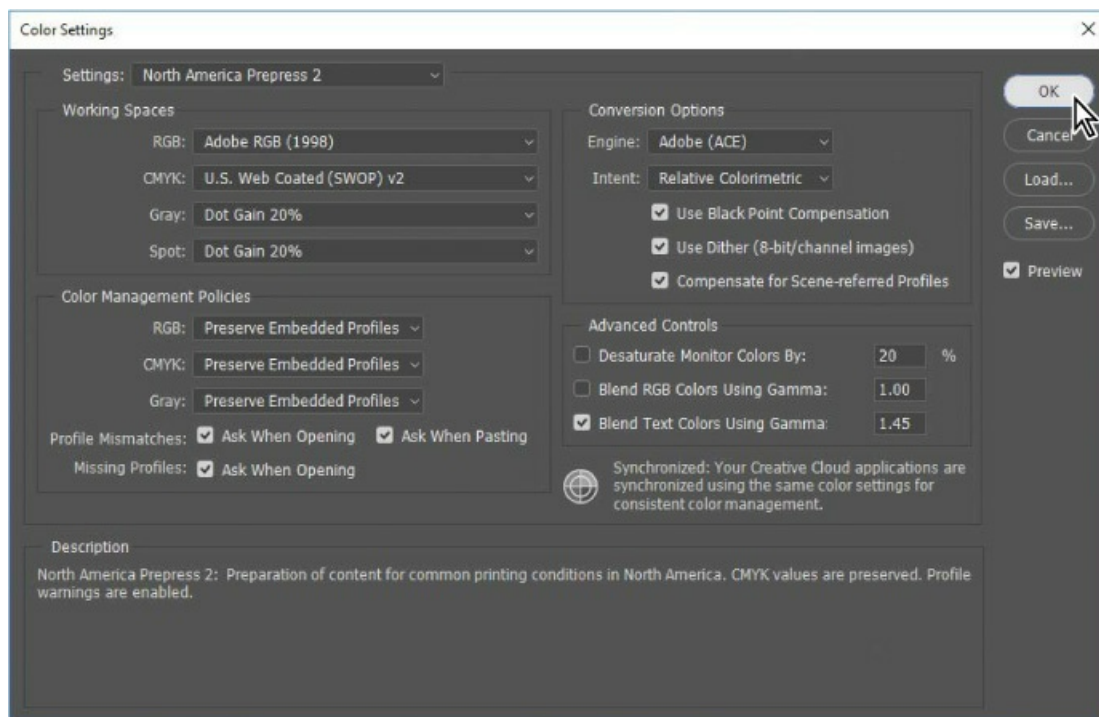 Color Settings
Settings: North America Prepress 2
Working Spaces
RGB: Adobe RGB (1998)
CMYK: U.S. Web Coated (SWOP) v2
Gray: Dot Gain 20%
Spot: Dot Gain 20%
Color Management Policies
RGB: Preserve Embedded Profiles
CMYK: Preserve Embedded Profiles
Gray: Preserve Embedded Profiles
Profile Mismatches: Ask When Opening Ask When Pasting
Missing Profiles: Ask When Opening
Conversion Options
Engine: Adobe (ACE)
Intent: Relative Colorimetric
Use Black Point Compensation
Use Dither (8-bit/channel images)
Compensate for Scene-referred Profiles
Advanced Controls
Desaturate Monitor Colors By: 20 %
Blend RGB Colors Using Gamma: 1.00
Blend Text Colors Using Gamma: 1.45
Synchronized: Your Creative Cloud applications are
synchronized using the same color settings for
consistent color management.
OK
Cancel
Load...
Save...
Preview
Description
North America Prepress 2: Preparation of content for common printing conditions in North America. CMYK values are preserved. Profile
warnings are enabled.